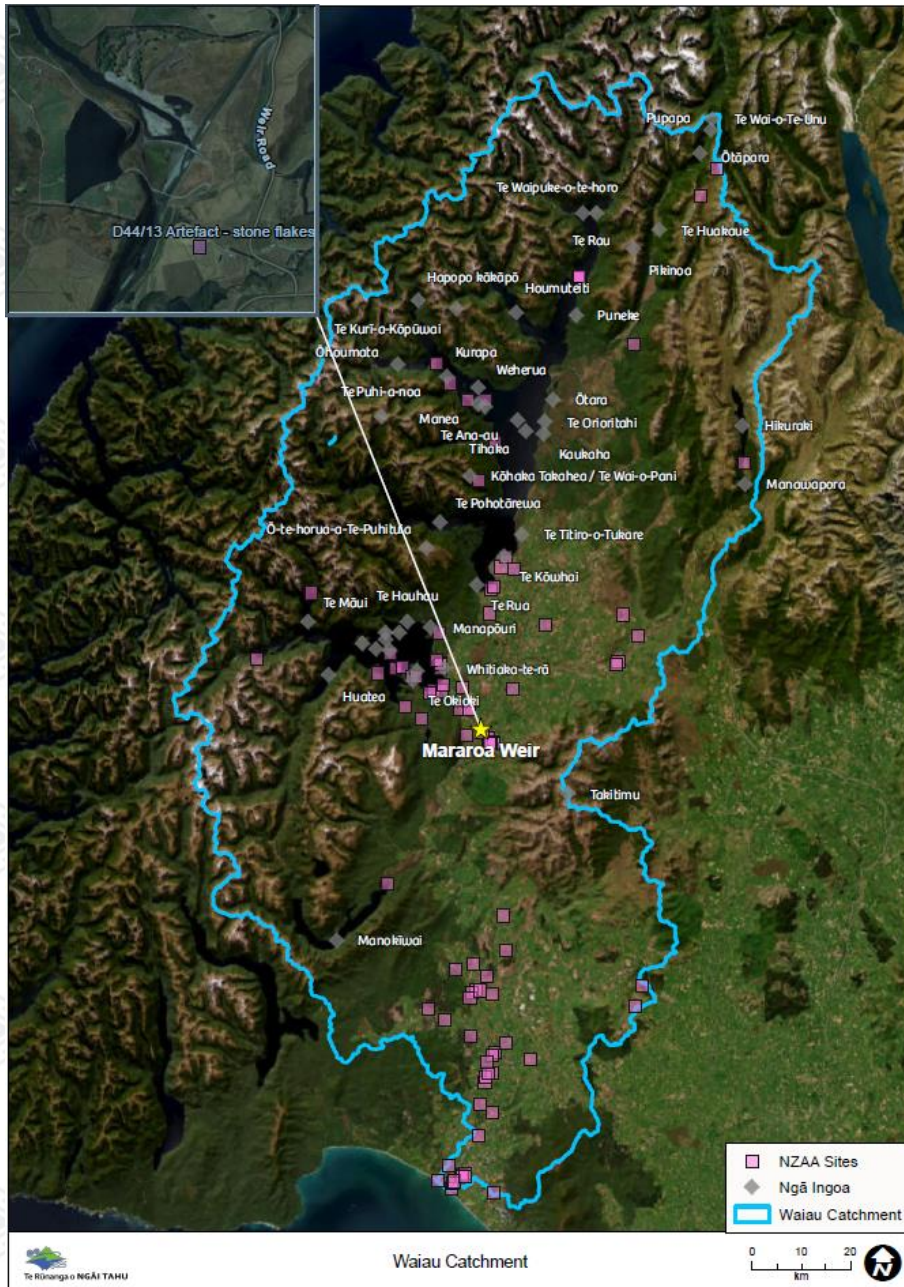 Weir Road
D44/13 Artefact - stone flakes
Pupapa
Te Wai-o-Te-Unu
Ōtāpara
Te Waipuke-o-te-horo
Te Huakaue
Te Rau
Pikinoa
Hapopo kākāpō
Houmuteiti
Puneke
Te Kurī-o-Kōpūwai
Ōhoumata
Kurapa
Weherua
Te Puhi-a-noa
Ōtara
Manea
Te Orioritahi
Hikuraki
Te Ana-au
Tihaka
Kaukaha
Kōhaka Takahea / Te Wai-o-Pani
Manawapora
Te Pohotārewa
Ō-te-horua-a-Te-Puhitula
Te Titiro-o-Tukare
Te Kōwhai
Te Hauhau
Te Māui
Te Rua
Manapōuri
Whitiaka-te-rā
Huatea
Te Okioki
Mararoa Weir
Takitimu
Manokīwai
NZAA Sites
Ngā Ingoa
Waiau Catchment
Te Rūnanga o NGĀI TAHU
Waiau Catchment
0 10 20
km
N